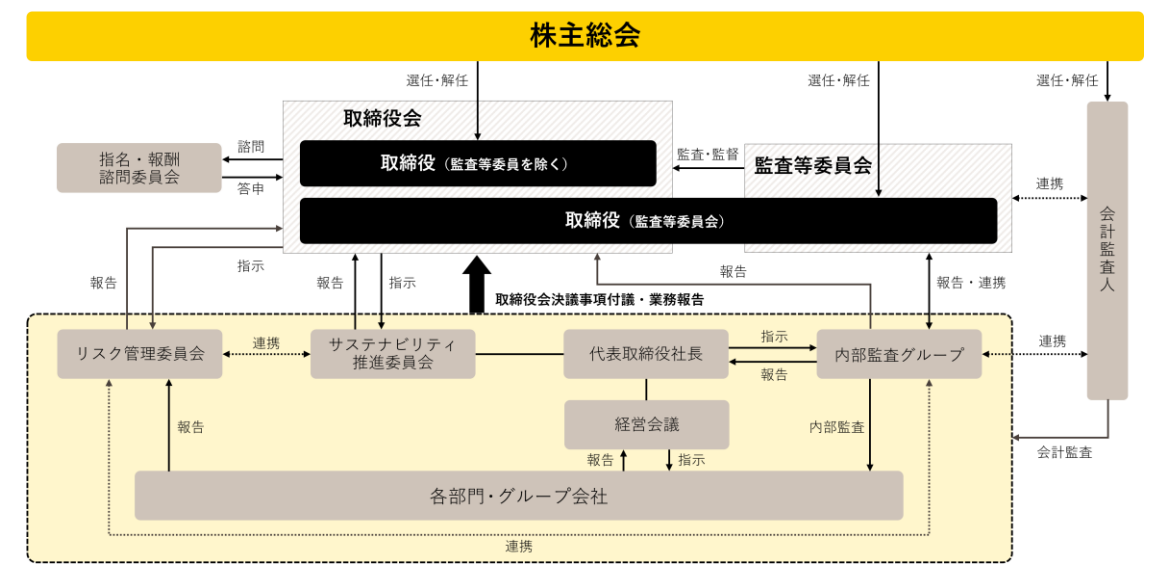 株主総会
選任・解任
選任・解任
選任・解任
取締役会
取締役（監査等委員を除く）
監査・監督
監査等委員会
取締役（監査等委員会）
指名・報酬
諮問委員会
諮問
答申
連携
会計監査人
報告
指示
報告
指示
取締役会決議事項付議・業務報告
報告
報告・連携
リスク管理委員会
連携
サステナビリティ
推進委員会
代表取締役社長
指示
報告
内部監査グループ
連携
経営会議
報告
報告
指示
内部監査
会計監査
各部門・グループ会社
連携